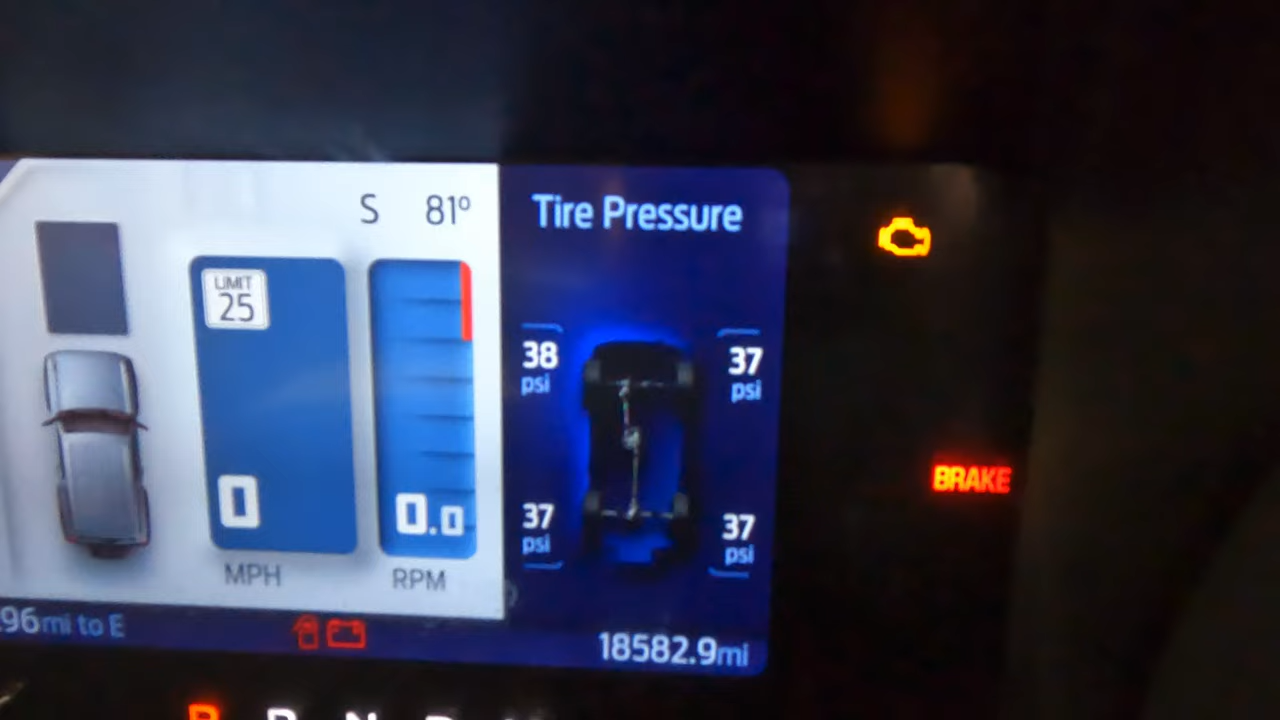 S 81°
Tire Pressure
LIMIT
25
38
psi
37
psi
0
0.0
37
psi
37
psi
MPH
RPM
96mi to E
18582.9mi
BRAKE
P R N